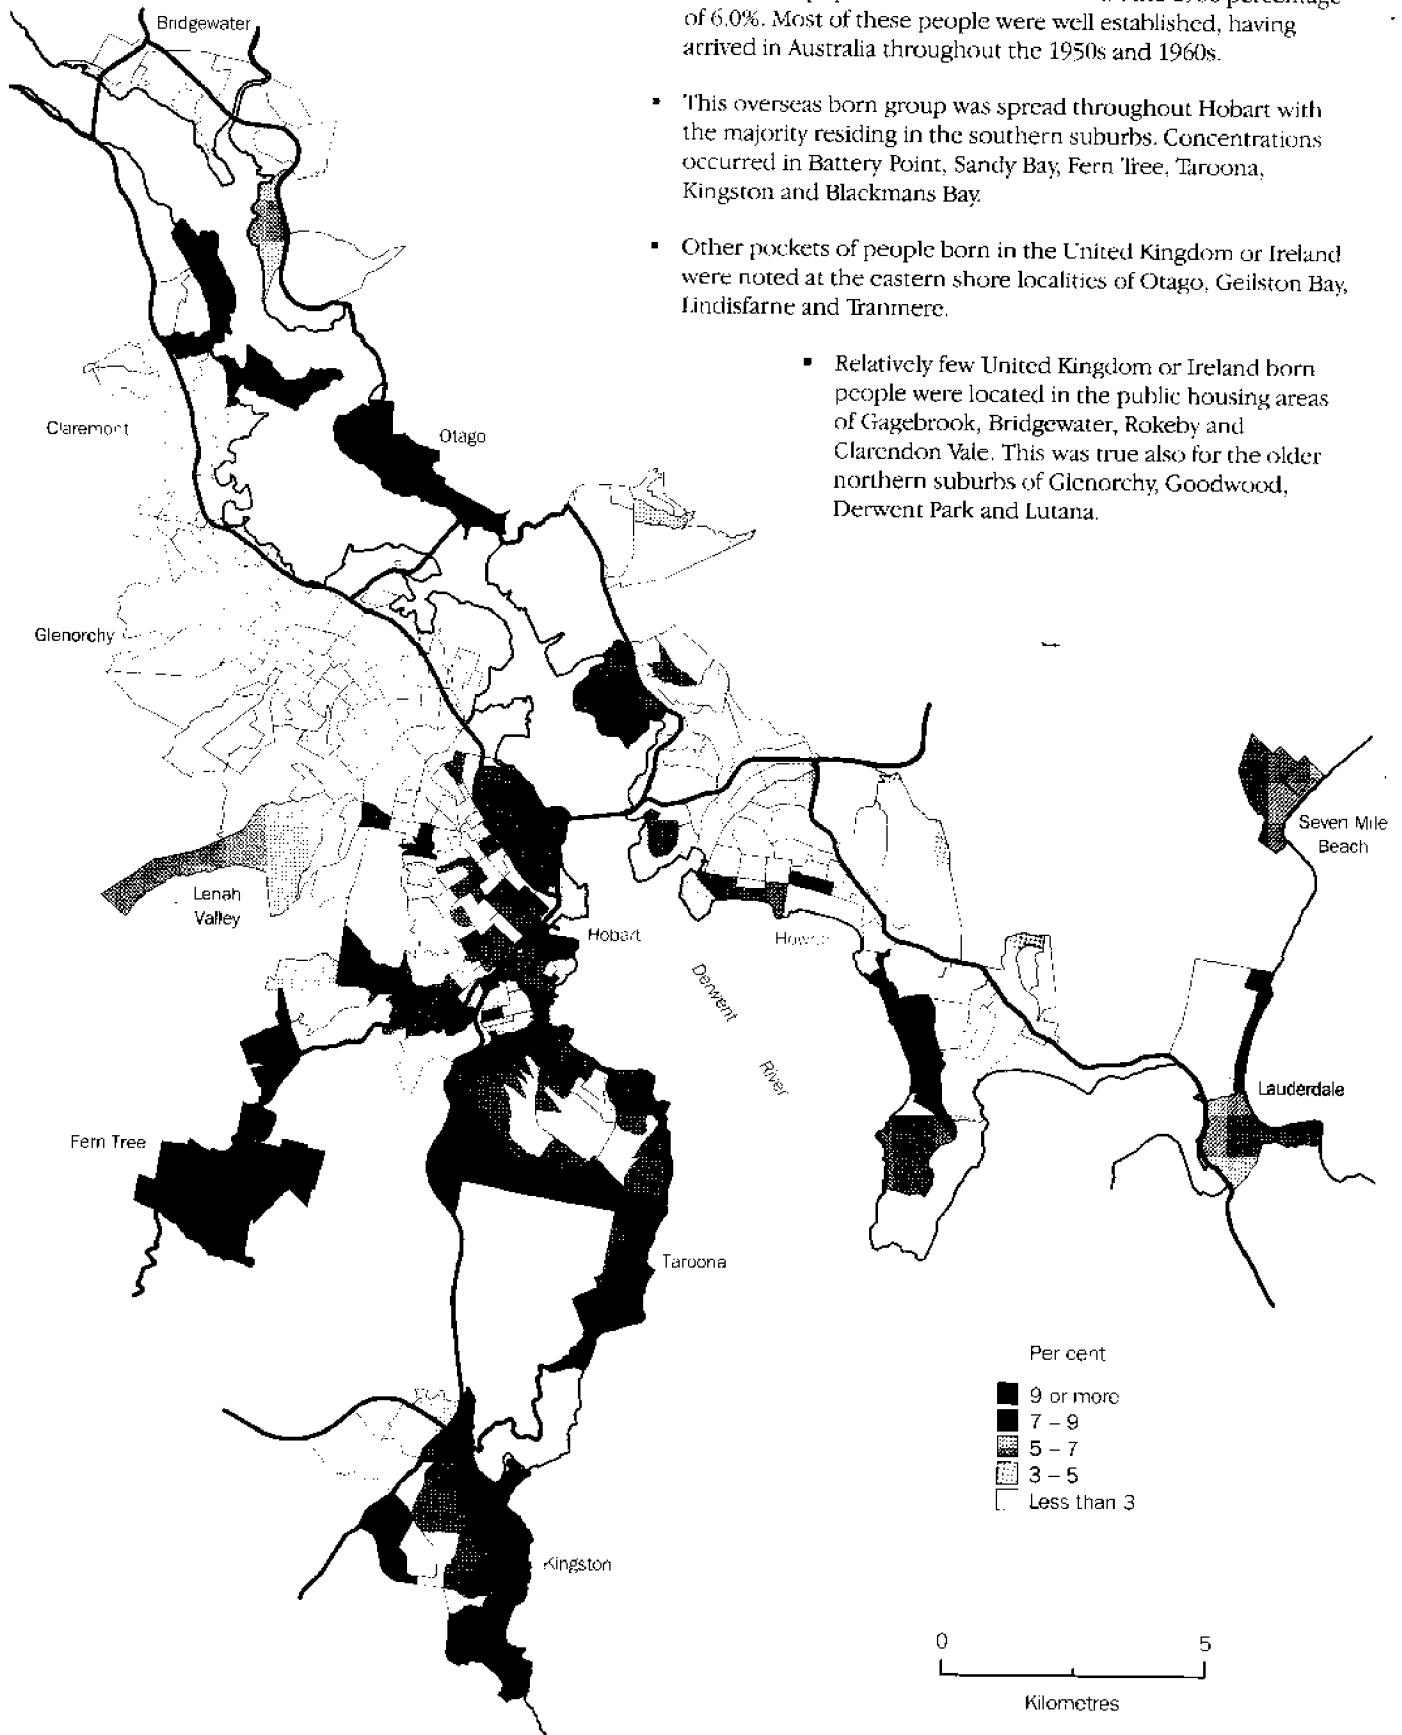 percentage
of 6.0%. Most of these people were well established, having
arrived in Australia throughout the 1950s and 1960s.
▪ This overseas born group was spread throughout Hobart with
the majority residing in the southern suburbs. Concentrations
occurred in Battery Point, Sandy Bay, Fern Tree, Taroona,
Kingston and Blackmans Bay.
▪ Other pockets of people born in the United Kingdom or Ireland
were noted at the eastern shore localities of Otago, Geilston Bay,
Lindisfarne and Tranmere.
▪ Relatively few United Kingdom or Ireland born
people were located in the public housing areas
of Gagebrook, Bridgewater, Rokeby and
Clarendon Vale. This was true also for the older
northern suburbs of Glenorchy, Goodwood,
Derwent Park and Lutana.
Bridgewater
Claremont
Otago
Glenorchy
Seven Mile
Beach
Lenah
Valley
Hobart
Derwent
River
Lauderdale
Fern Tree
Taroona
Kingston
Per cent
9 or more
7 – 9
5 – 7
3 – 5
Less than 3
0 5
Kilometres